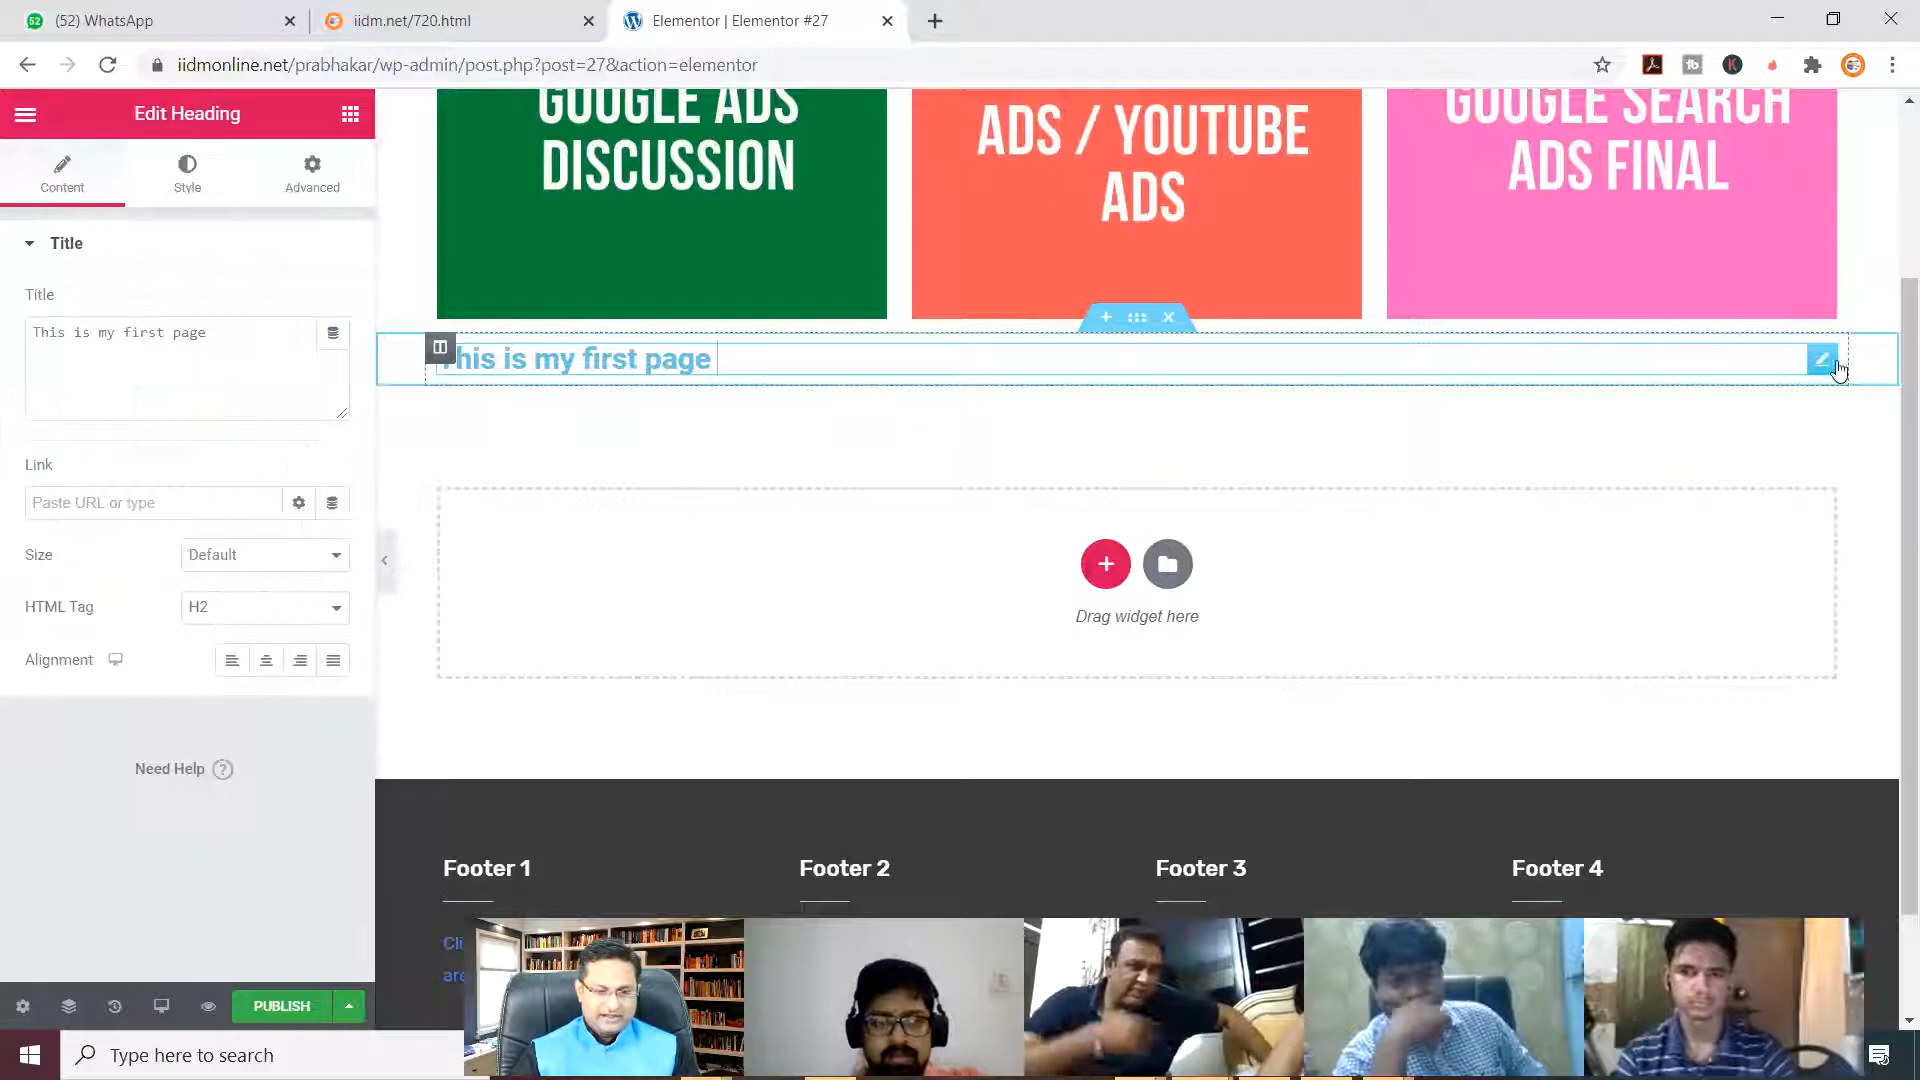 (52) WhatsApp
iidm.net/720.html
Elementor | Elementor #27
iidmonline.net/prabhakar/wp-admin/post.php?post=27&action=elementor
Edit Heading
Content
Style
Advanced
Title
Title
This is my first page
Link
Paste URL or type
Size
Default
HTML Tag
H2
Alignment
Need Help
PUBLISH
GOOGLE ADS
DISCUSSION
ADS / YOUTUBE
ADS
GOOGLE SEARCH
ADS FINAL
This is my first page
Drag widget here
Footer 1
Footer 2
Footer 3
Footer 4
Cli
are
Type here to search